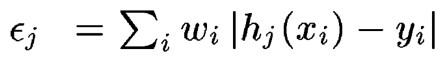 ϵ_j = ∑_i w_i |h_j(x_i) − y_i|